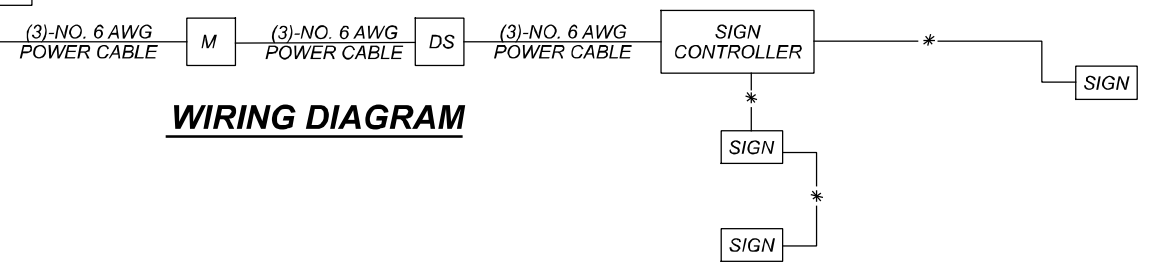 (3)-NO. 6 AWG
POWER CABLE
M
(3)-NO. 6 AWG
POWER CABLE
DS
(3)-NO. 6 AWG
POWER CABLE
SIGN
CONTROLLER
*
SIGN
*
WIRING DIAGRAM
SIGN
*
SIGN